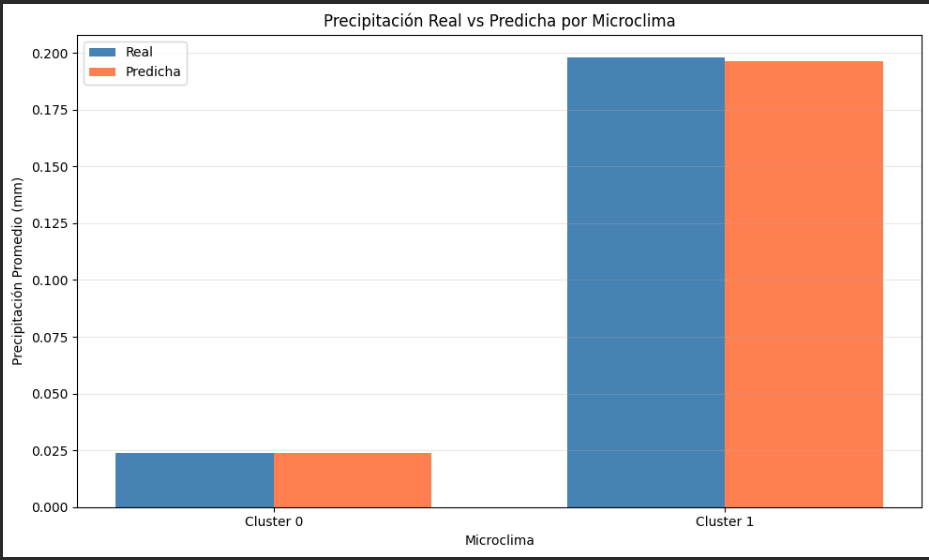 Precipitación Real vs Predicha por Microclima
Real
Predicha
Precipitación Promedio (mm)
0.200
0.175
0.150
0.125
0.100
0.075
0.050
0.025
0.000
Cluster 0
Cluster 1
Microclima